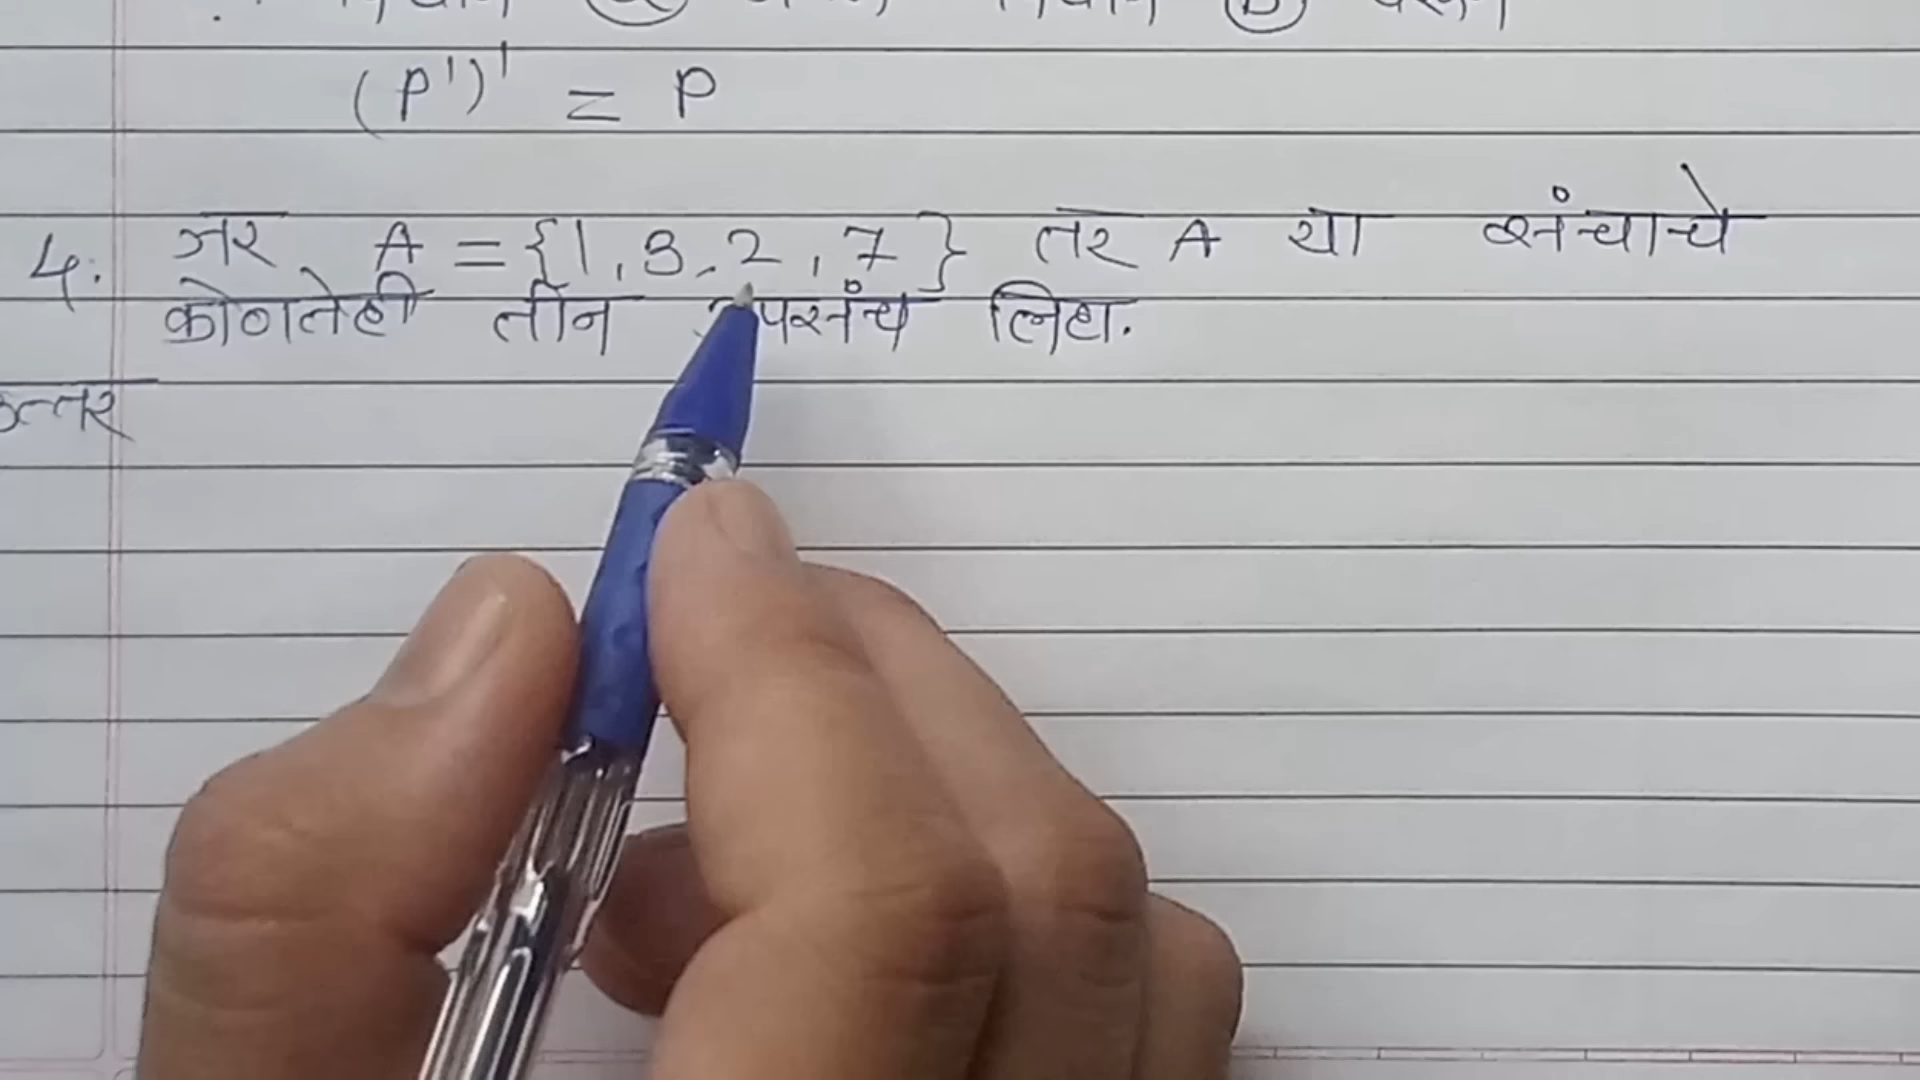 (P')' = P
4. जर A = {1, 3, 2, 7} तर A या संचाचे
कोणतेही तीन उपसंच लिहा.
उत्तर